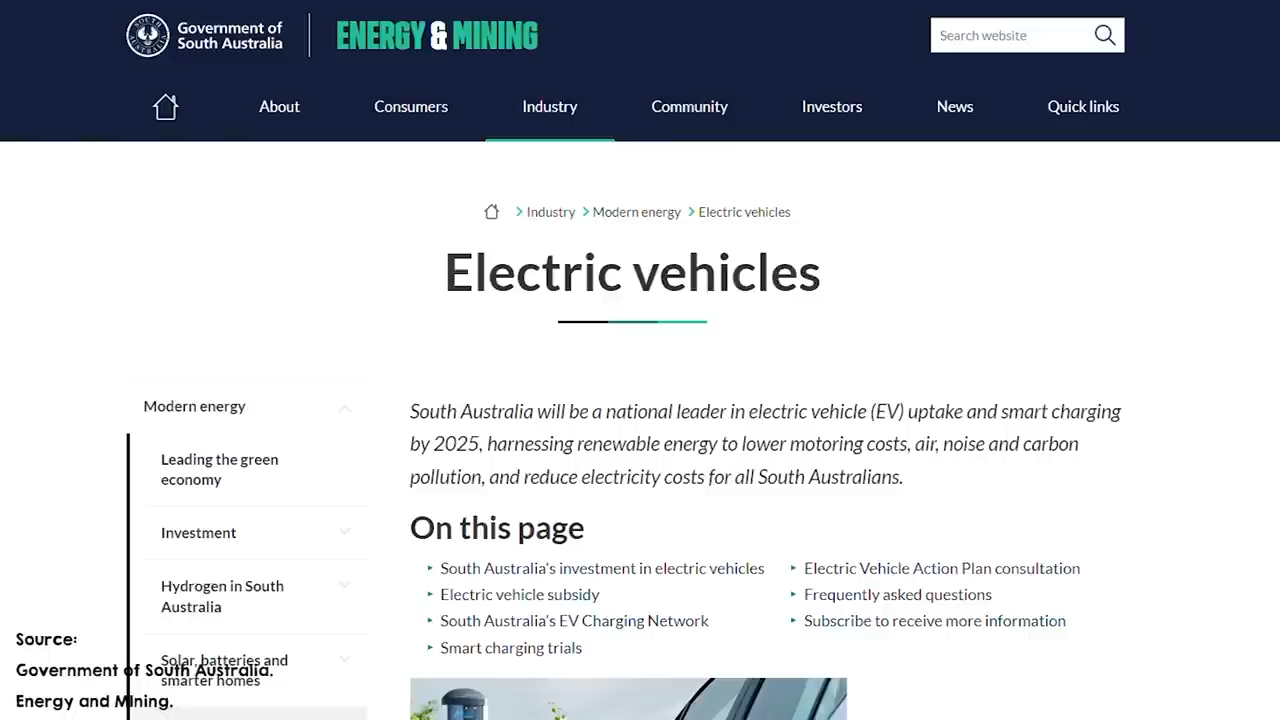 Government of
South Australia
ENERGY & MINING
Search website
About
Consumers
Industry
Community
Investors
News
Quick links
Industry
Modern energy
Electric vehicles
Electric vehicles
Modern energy
Leading the green
economy
Investment
Hydrogen in South
Australia
Solar, batteries and
smarter homes
South Australia will be a national leader in electric vehicle (EV) uptake and smart charging
by 2025, harnessing renewable energy to lower motoring costs, air, noise and carbon
pollution, and reduce electricity costs for all South Australians.
On this page
South Australia's investment in electric vehicles
Electric vehicle subsidy
South Australia's EV Charging Network
Smart charging trials
Electric Vehicle Action Plan consultation
Frequently asked questions
Subscribe to receive more information
Source:
Government of South Australia.
Energy and Mining.